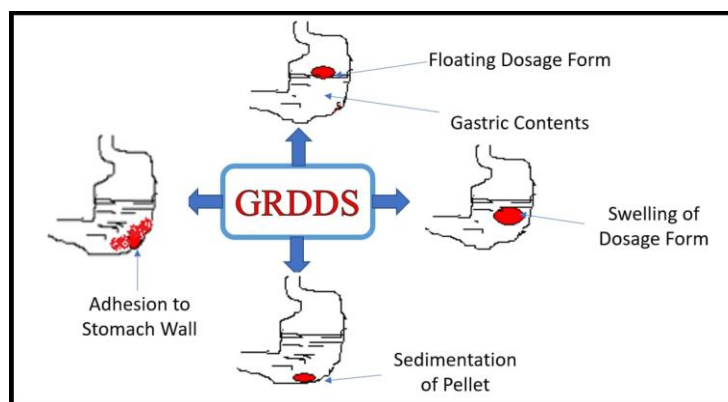 Floating Dosage Form
Gastric Contents
GRDDS
Swelling of
Dosage Form
Adhesion to
Stomach Wall
Sedimentation
of Pellet